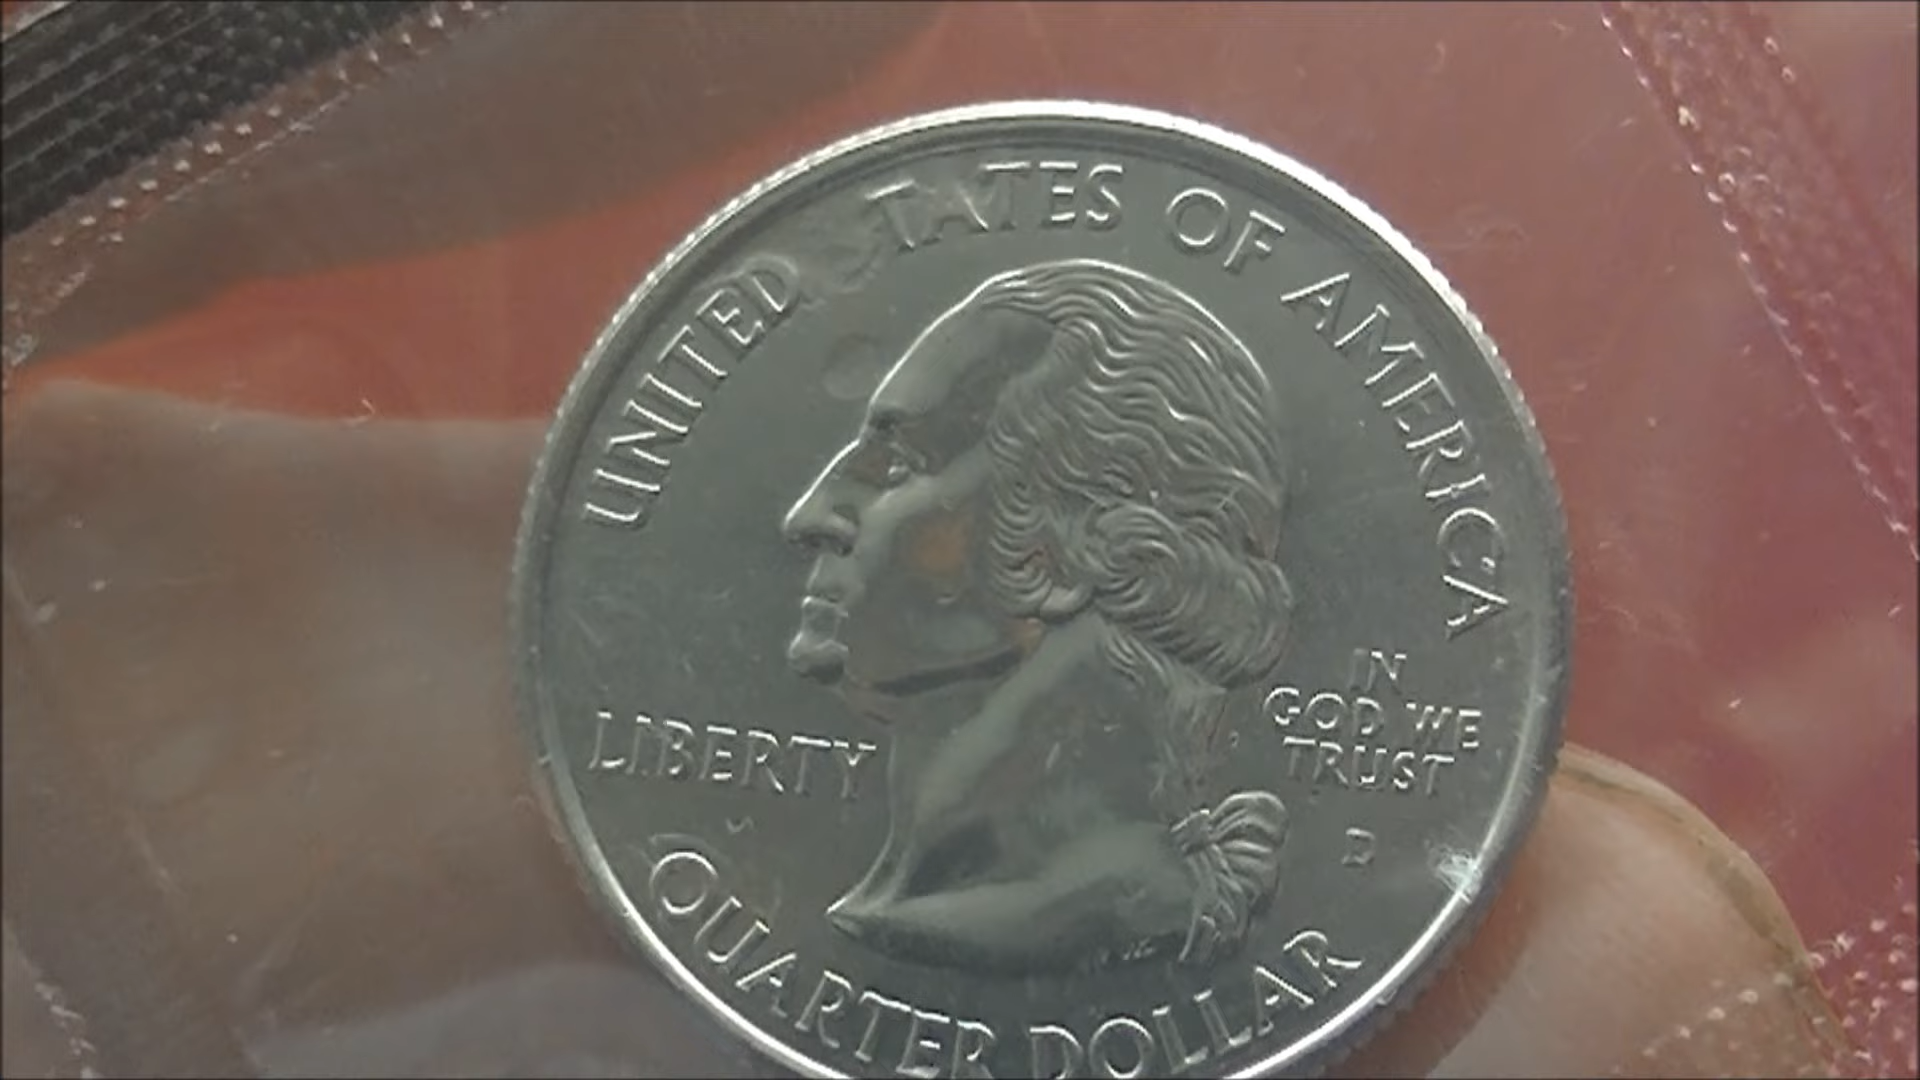 UNITED STATES OF AMERICA
LIBERTY
IN
GOD WE
TRUST
D
QUARTER DOLLAR